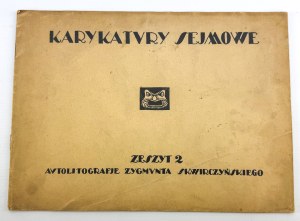 KARYKATVRY SEJMOWE
ZESZYT 2
AVTOLITOGRAFJE ZYGMVNTA SKWIRCZYŃSKIEGO